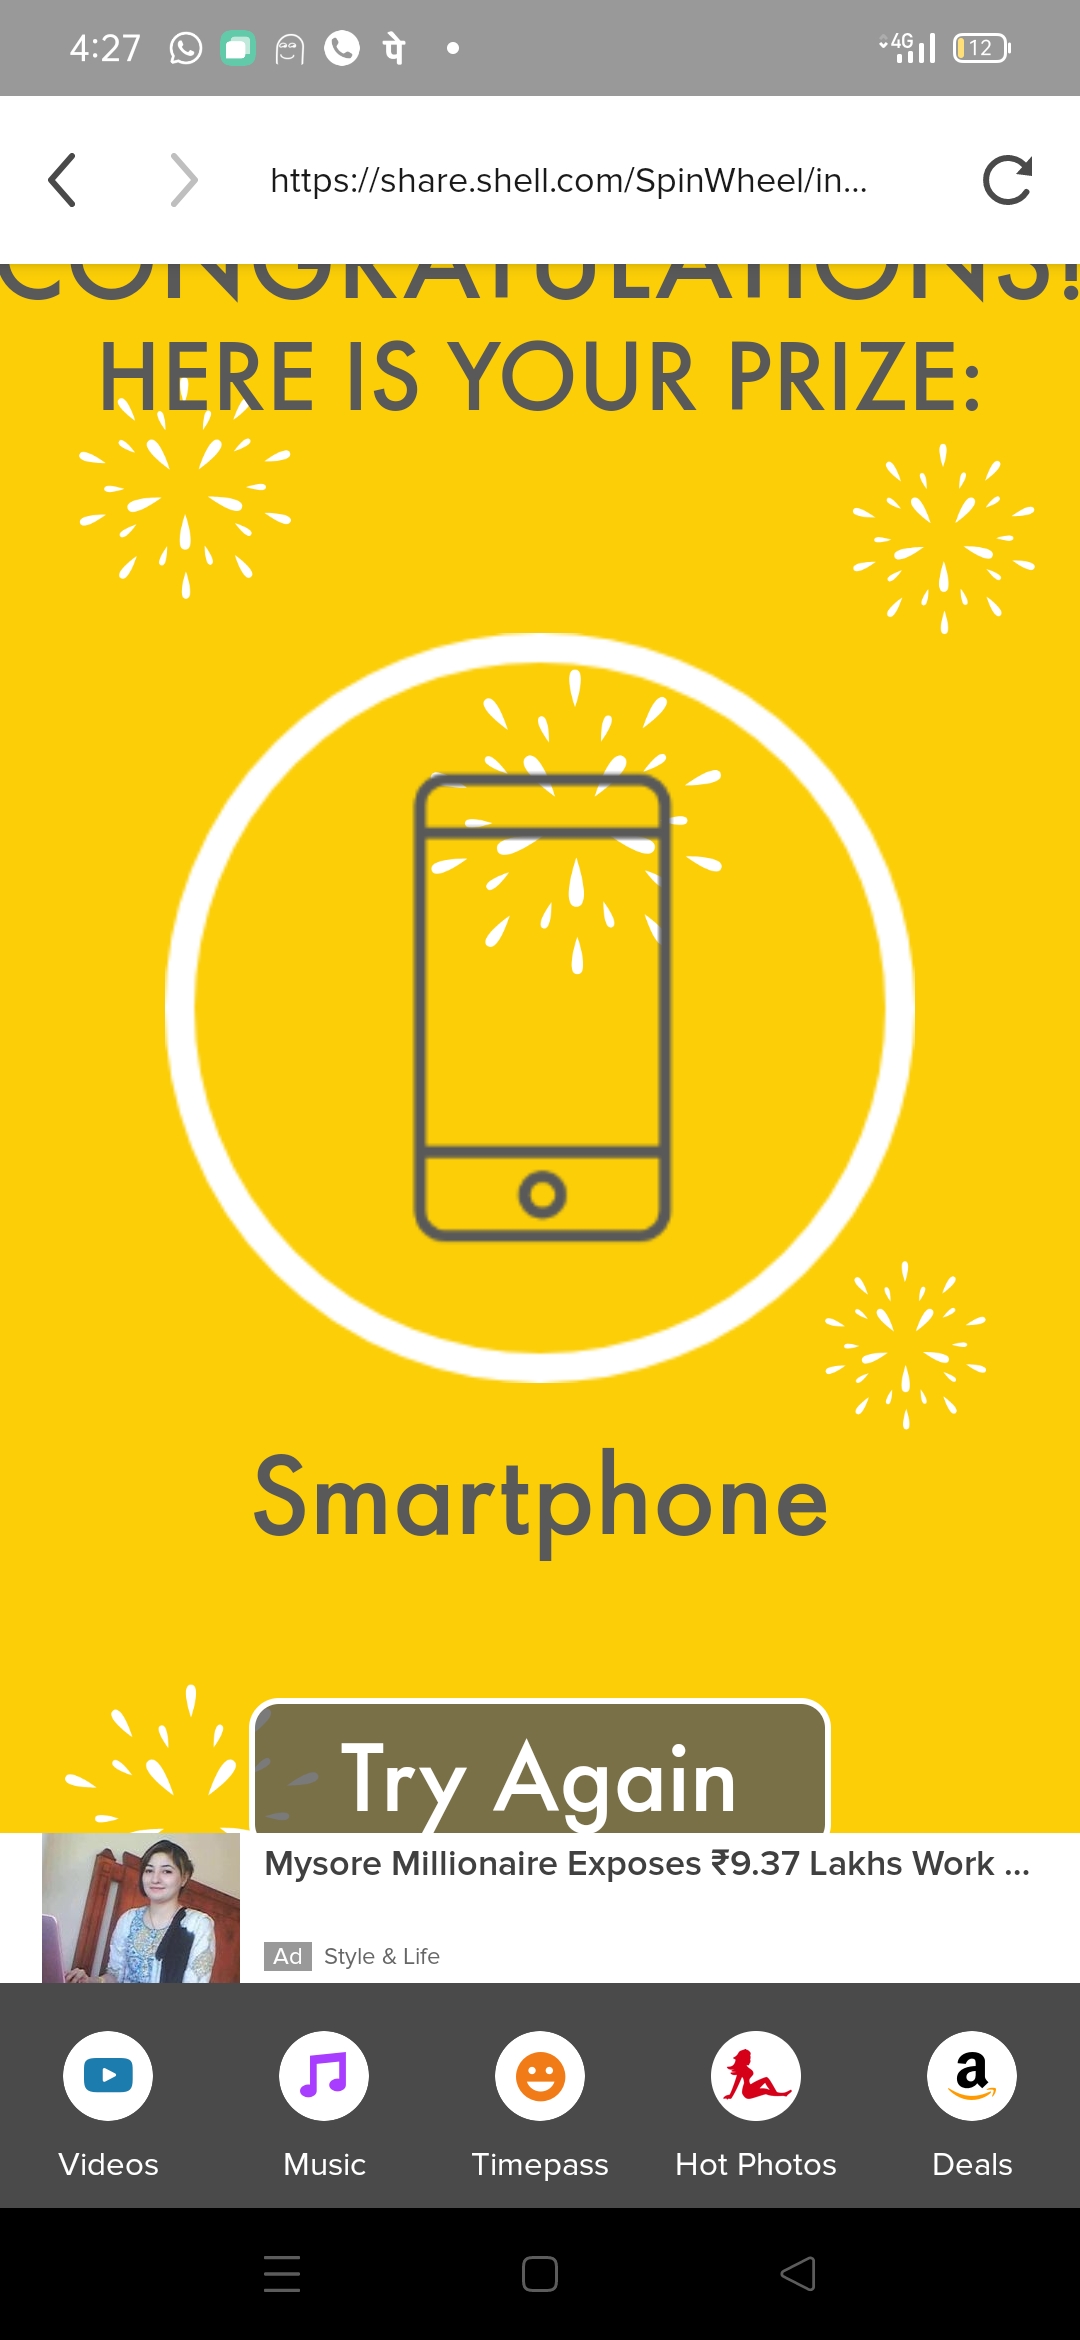 4:27 पे 4G 12
https://share.shell.com/SpinWheel/in...
CONGRATULATIONS!
HERE IS YOUR PRIZE:
Smartphone
Try Again
Mysore Millionaire Exposes ₹9.37 Lakhs Work ...
Ad Style & Life
Videos Music Timepass Hot Photos Deals